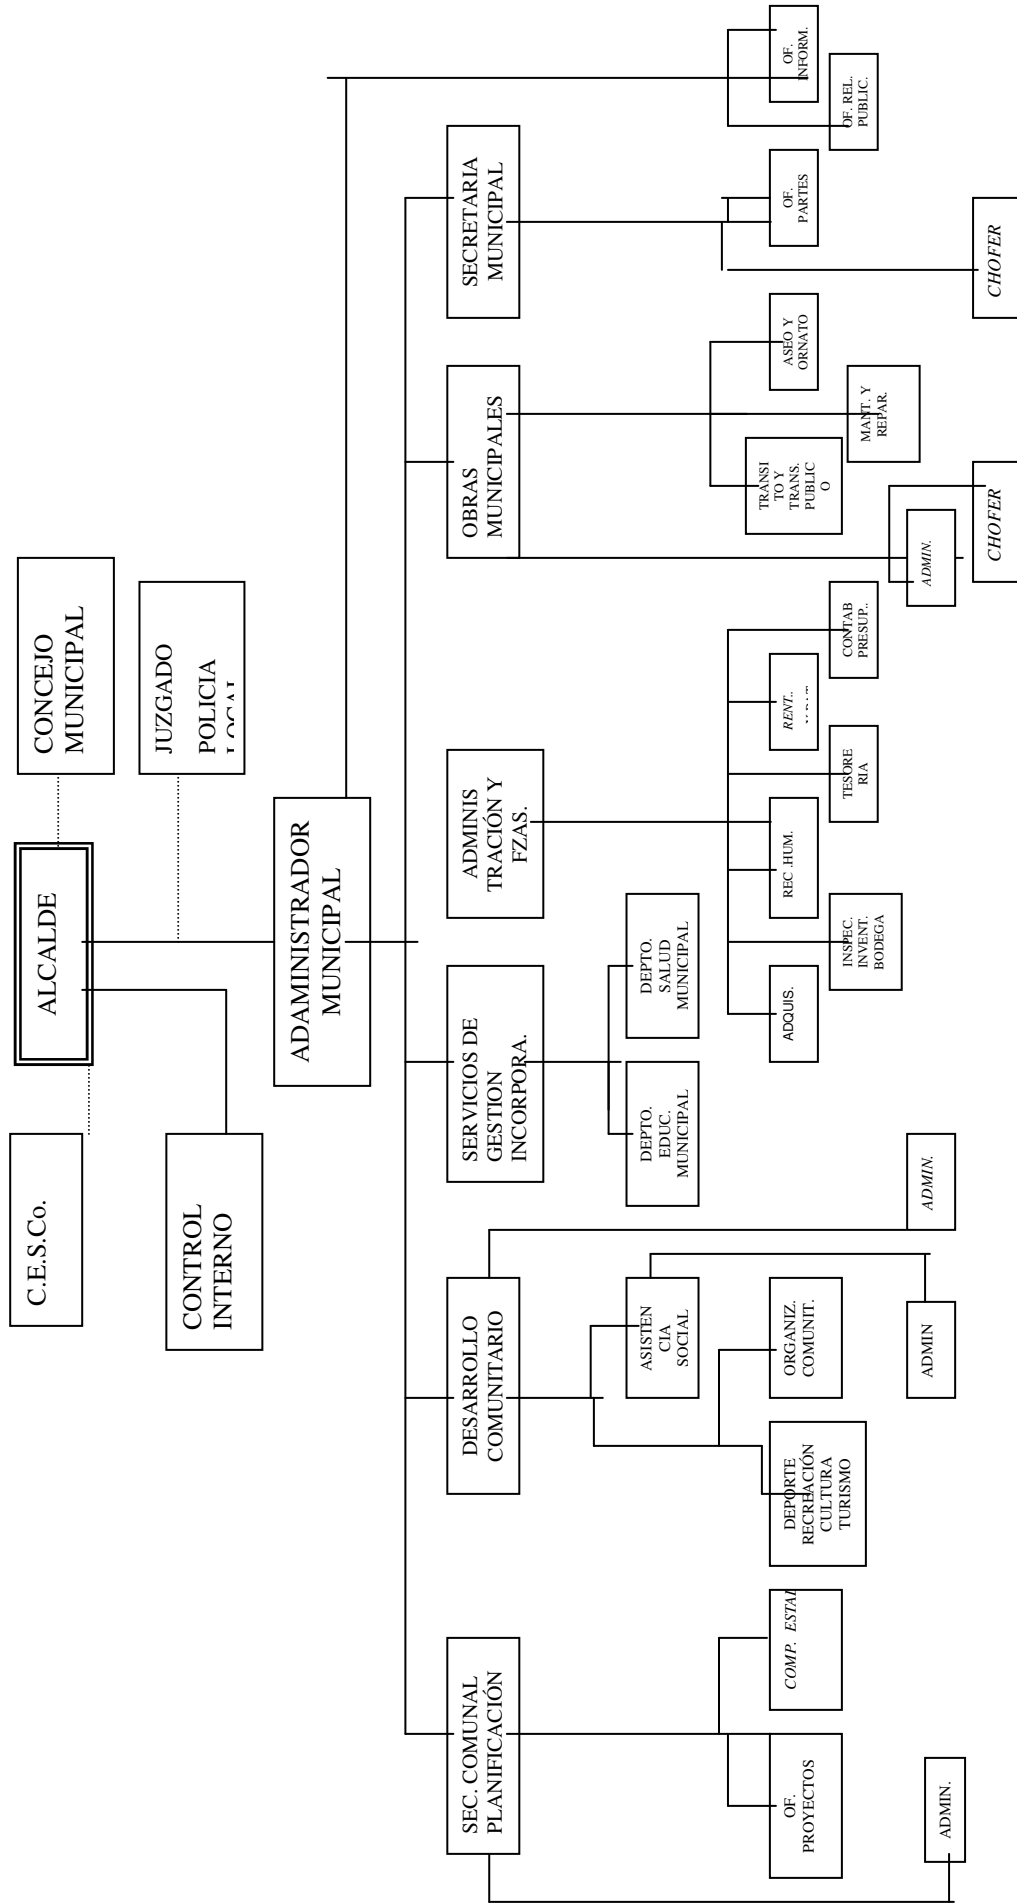 C.E.S.Co.
ALCALDE
CONCEJO
MUNICIPAL
JUZGADO
POLICIA
LOCAL
CONTROL
INTERNO
ADAMINISTRADOR
MUNICIPAL
SEC. COMUNAL
PLANIFICACIÓN
DESARROLLO
COMUNITARIO
SERVICIOS DE
GESTION
INCORPORA.
ADMINIS
TRACIÓN Y
FZAS.
OBRAS
MUNICIPALES
SECRETARIA
MUNICIPAL
ASISTEN
CIA
SOCIAL
DEPTO.
EDUC.
MUNICIPAL
DEPTO.
SALUD
MUNICIPAL
OF.
PROYECTOS
COMP. ESTAD
DEPORTE
RECREACIÓN
CULTURA
TURISMO
ORGANIZ.
COMUNIT.
ADQUIS.
INSPEC.
INVENT.
BODEGA
REC .HUM.
TESORE
RIA
RENT..
CONTAB
PRESUP..
TRANSI
TO Y
TRANS.
PUBLIC
O
MANT. Y
REPAR.
ASEO Y
ORNATO
OF.
PARTES
OF. REL.
PUBLIC.
OF.
INFORM.
ADMIN.
ADMIN
ADMIN.
ADMIN.
CHOFER
CHOFER